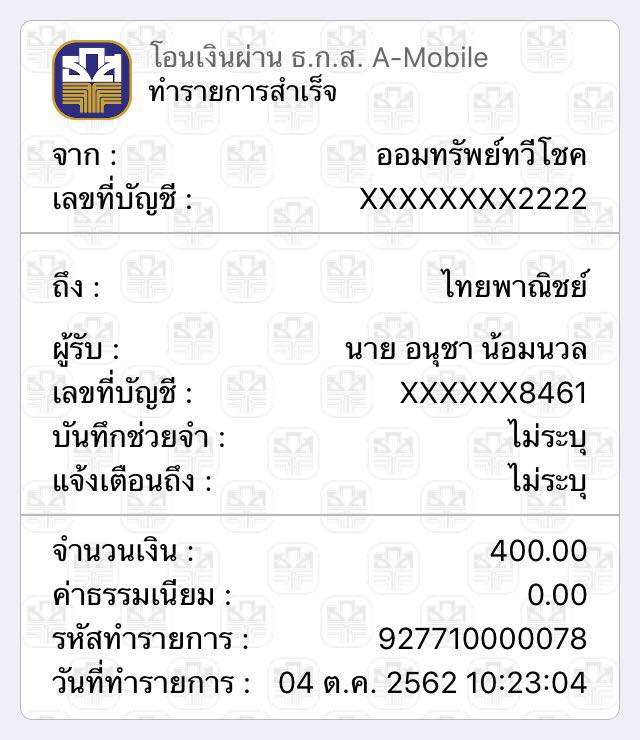 โอนเงินผ่าน ธ.ก.ส. A-Mobile
ทำรายการสำเร็จ
จาก : ออมทรัพย์ทวีโชค
เลขที่บัญชี : XXXXXXXX2222
ถึง : ไทยพาณิชย์
ผู้รับ : นาย อนุชา น้อมนวล
เลขที่บัญชี : XXXXXX8461
บันทึกช่วยจำ : ไม่ระบุ
แจ้งเตือนถึง : ไม่ระบุ
จำนวนเงิน : 400.00
ค่าธรรมเนียม : 0.00
รหัสทำรายการ : 927710000078
วันที่ทำรายการ : 04 ต.ค. 2562 10:23:04